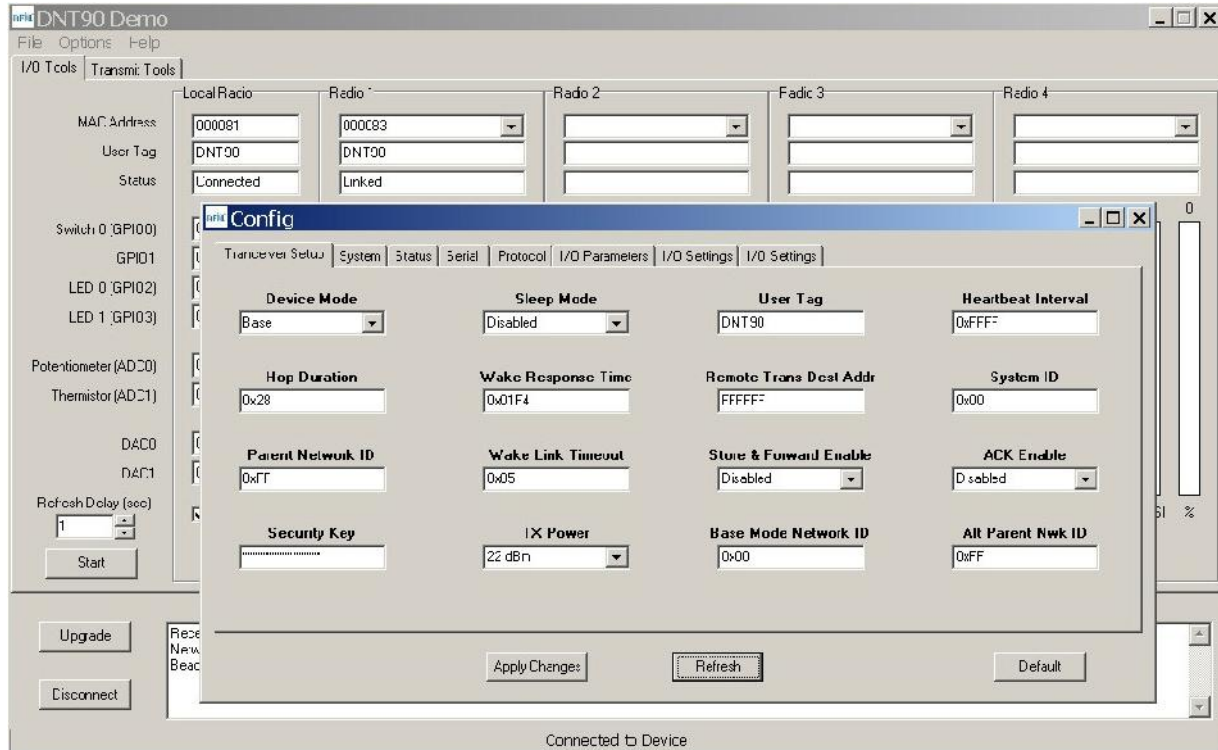 DNT90 Demo
File Options Help
I/O Tools Transmit Tools
Local Radio Radio 1 Radio 2 Radio 3 Radio 4
MAC Address 000081 000083
User Tag DNT90 DNT90
Status Connected Linked
Switch 0 (GPIO0)
GPIO1
LED 0 (GPIO2)
LED 1 (GPIO3)
Potentiometer (ADC0)
Thermistor (ADC1)
DAC0
DAC1
Refresh Delay (sec)
1
Start
0
%
Config
Tranceiver Setup System Status Serial Protocol I/O Parameters I/O Settings I/O Settings
Device Mode Sleep Mode User Tag Heartbeat Interval
Base Disabled DNT90 0xFFFF
Hop Duration Wake Response Time Remote Trans Dest Addr System ID
0x28 0x01F4 FFFFFF 0x00
Parent Network ID Wake Link Timeout Store & Forward Enable ACK Enable
0xFF 0x05 Disabled Disabled
Security Key TX Power Base Mode Network ID Alt Parent Nwk ID
22 dBm 0x00 0xFF
Apply Changes Refresh Default
Upgrade
Disconnect
Rece
New
Beac
Connected to Device